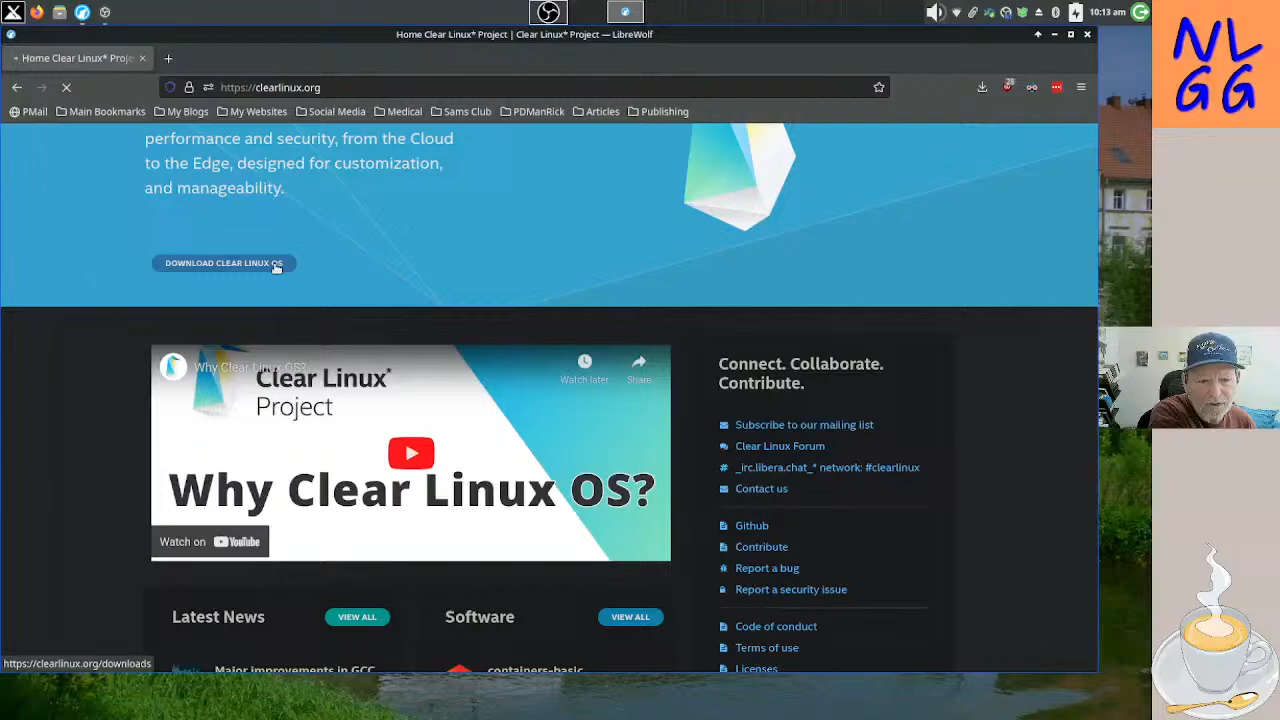 10:13 am
Home Clear Linux* Project | Clear Linux* Project — LibreWolf
Home Clear Linux* Proje
https://clearlinux.org
28
PMail Main Bookmarks My Blogs My Websites Social Media Medical Sams Club PDManRick Articles Publishing
performance and security, from the Cloud
to the Edge, designed for customization,
and manageability.
DOWNLOAD CLEAR LINUX OS
Why Clear Linux OS?
Watch later
Share
Clear Linux*
Project
Why Clear Linux OS?
Watch on YouTube
Connect. Collaborate.
Contribute.
Subscribe to our mailing list
Clear Linux Forum
_irc.libera.chat_* network: #clearlinux
Contact us
Github
Contribute
Report a bug
Report a security issue
Code of conduct
Terms of use
Licenses
Latest News
VIEW ALL
Software
VIEW ALL
Major improvements in GCC
containers-basic
https://clearlinux.org/downloads
NL
GG